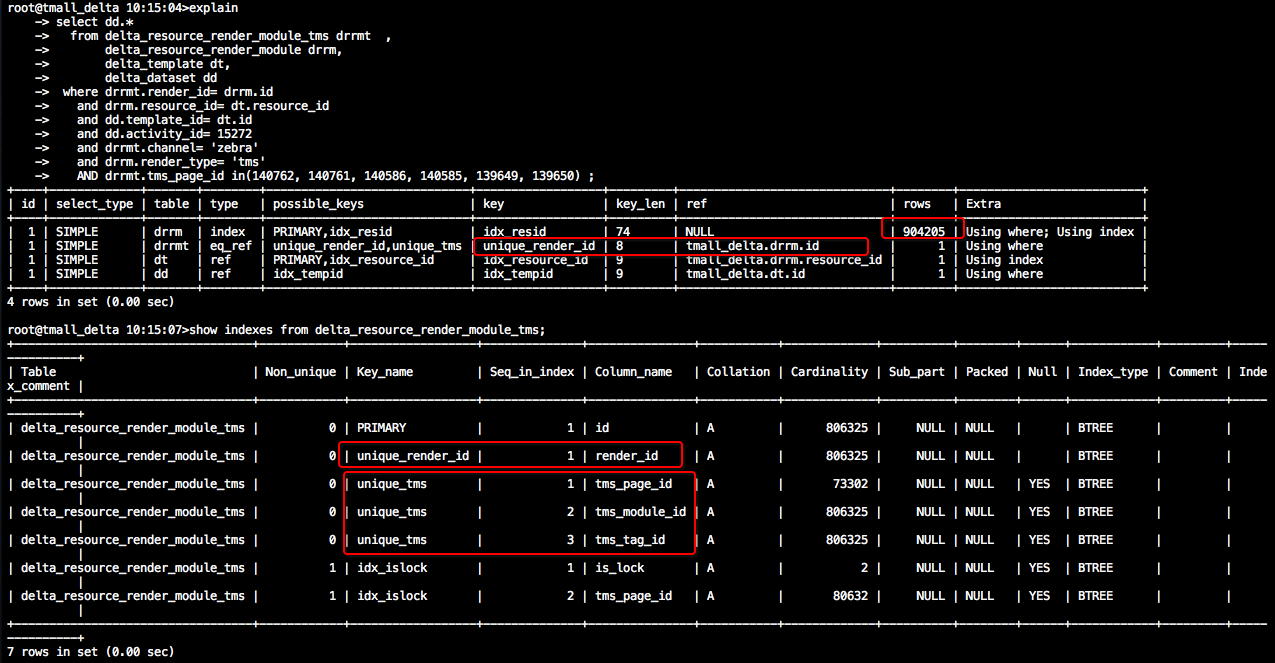 root@tmall_delta 10:15:04>explain
    -> select dd.*
    ->   from delta_resource_render_module_tms drrmt  ,
    ->        delta_resource_render_module drrm,
    ->        delta_template dt,
    ->        delta_dataset dd
    ->  where drrmt.render_id= drrm.id
    ->    and drrm.resource_id= dt.resource_id
    ->    and dd.template_id= dt.id
    ->    and dd.activity_id= 15272
    ->    and drrmt.channel= 'zebra'
    ->    and drrm.render_type= 'tms'
    ->    AND drrmt.tms_page_id in(140762, 140761, 140586, 140585, 139649, 139650) ;
| id | select_type | table | type   | possible_keys              | key              | key_len | ref                          | rows   | Extra                    |
|  1 | SIMPLE      | drrm  | index  | PRIMARY,idx_resid          | idx_resid        | 74      | NULL                         | 904205 | Using where; Using index |
|  1 | SIMPLE      | drrmt | eq_ref | unique_render_id,unique_tms | unique_render_id | 8       | tmall_delta.drrm.id          |      1 | Using where              |
|  1 | SIMPLE      | dt    | ref    | PRIMARY,idx_resource_id    | idx_resource_id  | 9       | tmall_delta.drrm.resource_id |      1 | Using index              |
|  1 | SIMPLE      | dd    | ref    | idx_tempid                 | idx_tempid       | 9       | tmall_delta.dt.id            |      1 | Using where              |
4 rows in set (0.00 sec)
root@tmall_delta 10:15:07>show indexes from delta_resource_render_module_tms;
| Table                            | Non_unique | Key_name         | Seq_in_index | Column_name   | Collation | Cardinality | Sub_part | Packed | Null | Index_type | Comment | Inde
x_comment |
| delta_resource_render_module_tms |          0 | PRIMARY          |            1 | id            | A         |      806325 |     NULL | NULL   |      | BTREE      |         |
|
| delta_resource_render_module_tms |          0 | unique_render_id |            1 | render_id     | A         |      806325 |     NULL | NULL   |      | BTREE      |         |
|
| delta_resource_render_module_tms |          0 | unique_tms       |            1 | tms_page_id   | A         |       73302 |     NULL | NULL   | YES  | BTREE      |         |
|
| delta_resource_render_module_tms |          0 | unique_tms       |            2 | tms_module_id | A         |      806325 |     NULL | NULL   | YES  | BTREE      |         |
|
| delta_resource_render_module_tms |          0 | unique_tms       |            3 | tms_tag_id    | A         |      806325 |     NULL | NULL   | YES  | BTREE      |         |
|
| delta_resource_render_module_tms |          1 | idx_islock       |            1 | is_lock       | A         |           2 |     NULL | NULL   | YES  | BTREE      |         |
|
| delta_resource_render_module_tms |          1 | idx_islock       |            2 | tms_page_id   | A         |       80632 |     NULL | NULL   | YES  | BTREE      |         |
|
7 rows in set (0.00 sec)